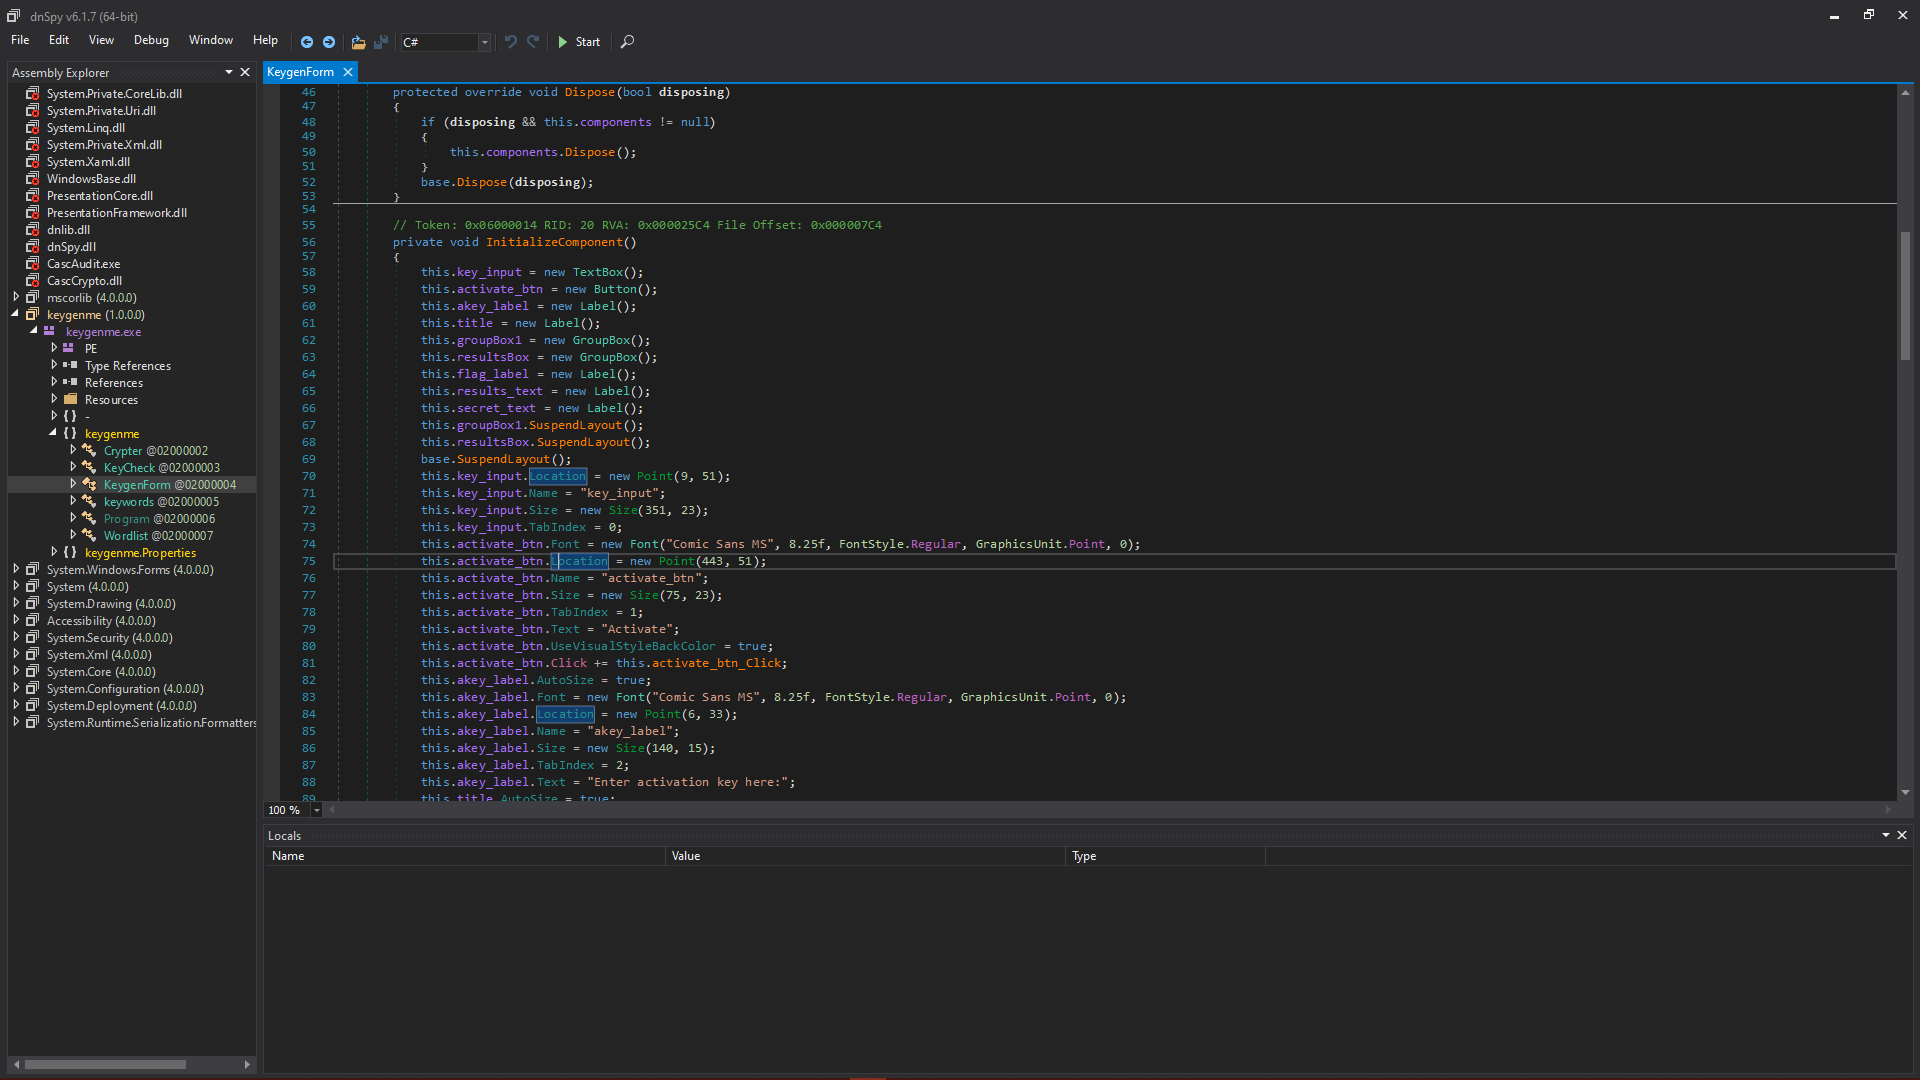 dnSpy v6.1.7 (64-bit)
File Edit View Debug Window Help C# Start
Assembly Explorer
System.Private.CoreLib.dll
System.Private.Uri.dll
System.Linq.dll
System.Private.Xml.dll
System.Xaml.dll
WindowsBase.dll
PresentationCore.dll
PresentationFramework.dll
dnlib.dll
dnSpy.dll
CascAudit.exe
CascCrypto.dll
mscorlib (4.0.0.0)
keygenme (1.0.0.0)
keygenme.exe
PE
Type References
References
Resources
{ } -
{ } keygenme
Crypter @02000002
KeyCheck @02000003
KeygenForm @02000004
keywords @02000005
Program @02000006
Wordlist @02000007
{ } keygenme.Properties
System.Windows.Forms (4.0.0.0)
System (4.0.0.0)
System.Drawing (4.0.0.0)
Accessibility (4.0.0.0)
System.Security (4.0.0.0)
System.Xml (4.0.0.0)
System.Core (4.0.0.0)
System.Configuration (4.0.0.0)
System.Deployment (4.0.0.0)
System.Runtime.Serialization.Formatters
KeygenForm
46 protected override void Dispose(bool disposing)
47 {
48 if (disposing && this.components != null)
49 {
50 this.components.Dispose();
51 }
52 base.Dispose(disposing);
53 }
54
55 // Token: 0x06000014 RID: 20 RVA: 0x000025C4 File Offset: 0x000007C4
56 private void InitializeComponent()
57 {
58 this.key_input = new TextBox();
59 this.activate_btn = new Button();
60 this.akey_label = new Label();
61 this.title = new Label();
62 this.groupBox1 = new GroupBox();
63 this.resultsBox = new GroupBox();
64 this.flag_label = new Label();
65 this.results_text = new Label();
66 this.secret_text = new Label();
67 this.groupBox1.SuspendLayout();
68 this.resultsBox.SuspendLayout();
69 base.SuspendLayout();
70 this.key_input.Location = new Point(9, 51);
71 this.key_input.Name = "key_input";
72 this.key_input.Size = new Size(351, 23);
73 this.key_input.TabIndex = 0;
74 this.activate_btn.Font = new Font("Comic Sans MS", 8.25f, FontStyle.Regular, GraphicsUnit.Point, 0);
75 this.activate_btn.Location = new Point(443, 51);
76 this.activate_btn.Name = "activate_btn";
77 this.activate_btn.Size = new Size(75, 23);
78 this.activate_btn.TabIndex = 1;
79 this.activate_btn.Text = "Activate";
80 this.activate_btn.UseVisualStyleBackColor = true;
81 this.activate_btn.Click += this.activate_btn_Click;
82 this.akey_label.AutoSize = true;
83 this.akey_label.Font = new Font("Comic Sans MS", 8.25f, FontStyle.Regular, GraphicsUnit.Point, 0);
84 this.akey_label.Location = new Point(6, 33);
85 this.akey_label.Name = "akey_label";
86 this.akey_label.Size = new Size(140, 15);
87 this.akey_label.TabIndex = 2;
88 this.akey_label.Text = "Enter activation key here:";
89 this.title.AutoSize = true;
100 %
Locals
Name Value Type